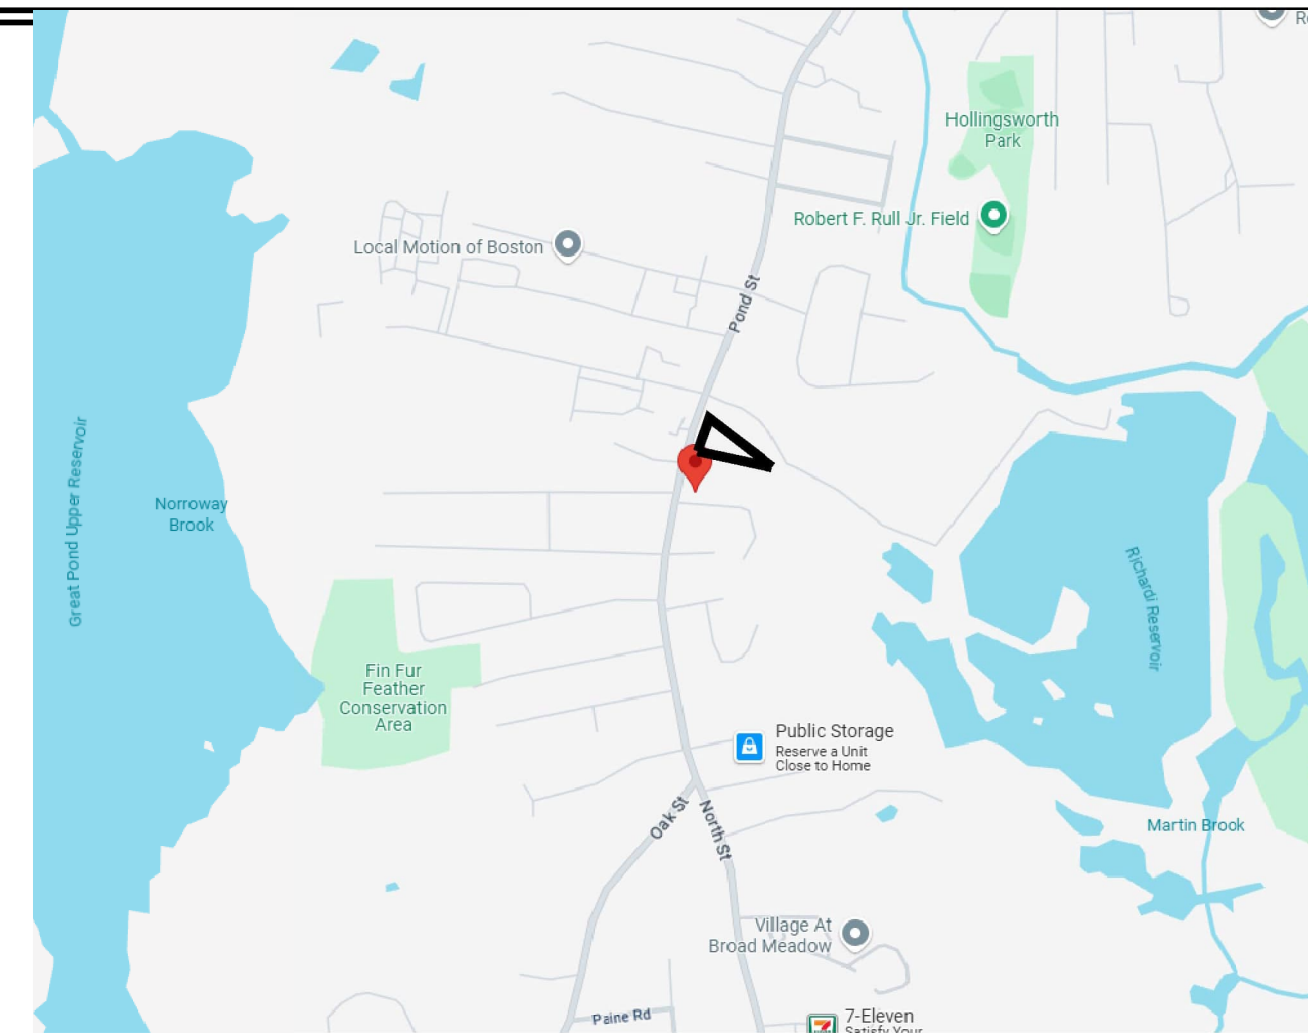 R
Hollingsworth
Park
Robert F. Rull Jr. Field
Local Motion of Boston
Pond St
Great Pond Upper Reservoir
Norroway
Brook
Richardi Reservoir
Fin Fur
Feather
Conservation
Area
Public Storage
Reserve a Unit
Close to Home
Oak St
North St
Martin Brook
Village At
Broad Meadow
Paine Rd
7-Eleven
Satisfy Your